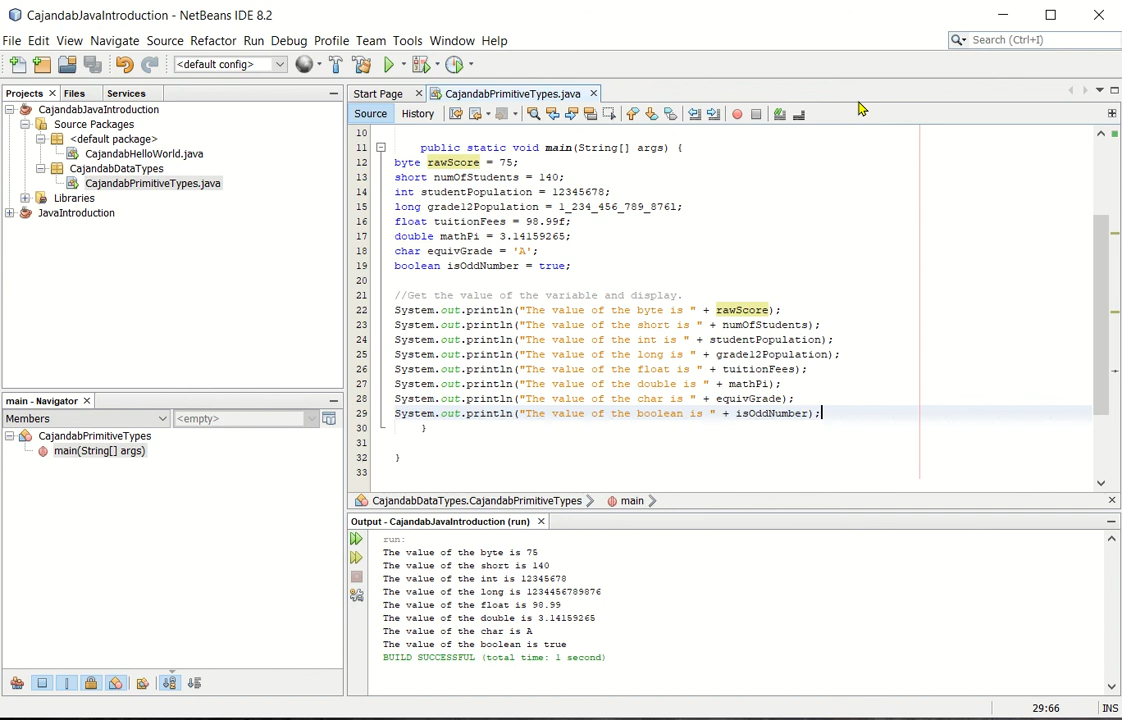 CajandabJavaIntroduction - NetBeans IDE 8.2
File Edit View Navigate Source Refactor Run Debug Profile Team Tools Window Help
Search (Ctrl+I)
<default config>
Projects Files Services
CajandabJavaIntroduction
Source Packages
<default package>
CajandabHelloWorld.java
CajandabDataTypes
CajandabPrimitiveTypes.java
Libraries
JavaIntroduction
main - Navigator
Members <empty>
CajandabPrimitiveTypes
main(String[] args)
Start Page CajandabPrimitiveTypes.java
Source History
10
11 public static void main(String[] args) {
12 byte rawScore = 75;
13 short numOfStudents = 140;
14 int studentPopulation = 12345678;
15 long grade12Population = 1_234_456_789_876l;
16 float tuitionFees = 98.99f;
17 double mathPi = 3.14159265;
18 char equivGrade = 'A';
19 boolean isOddNumber = true;
20
21 //Get the value of the variable and display.
22 System.out.println("The value of the byte is " + rawScore);
23 System.out.println("The value of the short is " + numOfStudents);
24 System.out.println("The value of the int is " + studentPopulation);
25 System.out.println("The value of the long is " + grade12Population);
26 System.out.println("The value of the float is " + tuitionFees);
27 System.out.println("The value of the double is " + mathPi);
28 System.out.println("The value of the char is " + equivGrade);
29 System.out.println("The value of the boolean is " + isOddNumber);
30 }
31
32 }
33
CajandabDataTypes.CajandabPrimitiveTypes main
Output - CajandabJavaIntroduction (run)
run:
The value of the byte is 75
The value of the short is 140
The value of the int is 12345678
The value of the long is 1234456789876
The value of the float is 98.99
The value of the double is 3.14159265
The value of the char is A
The value of the boolean is true
BUILD SUCCESSFUL (total time: 1 second)
29:66 INS